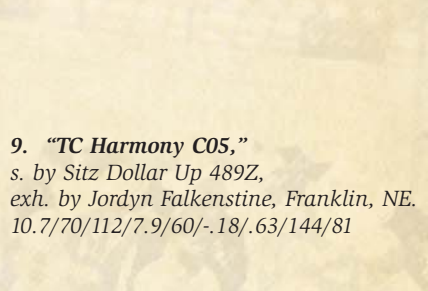 9. “TC Harmony C05,”
s. by Sitz Dollar Up 489Z,
exh. by Jordyn Falkenstine, Franklin, NE.
10.7/70/112/7.9/60/-.18/.63/144/81